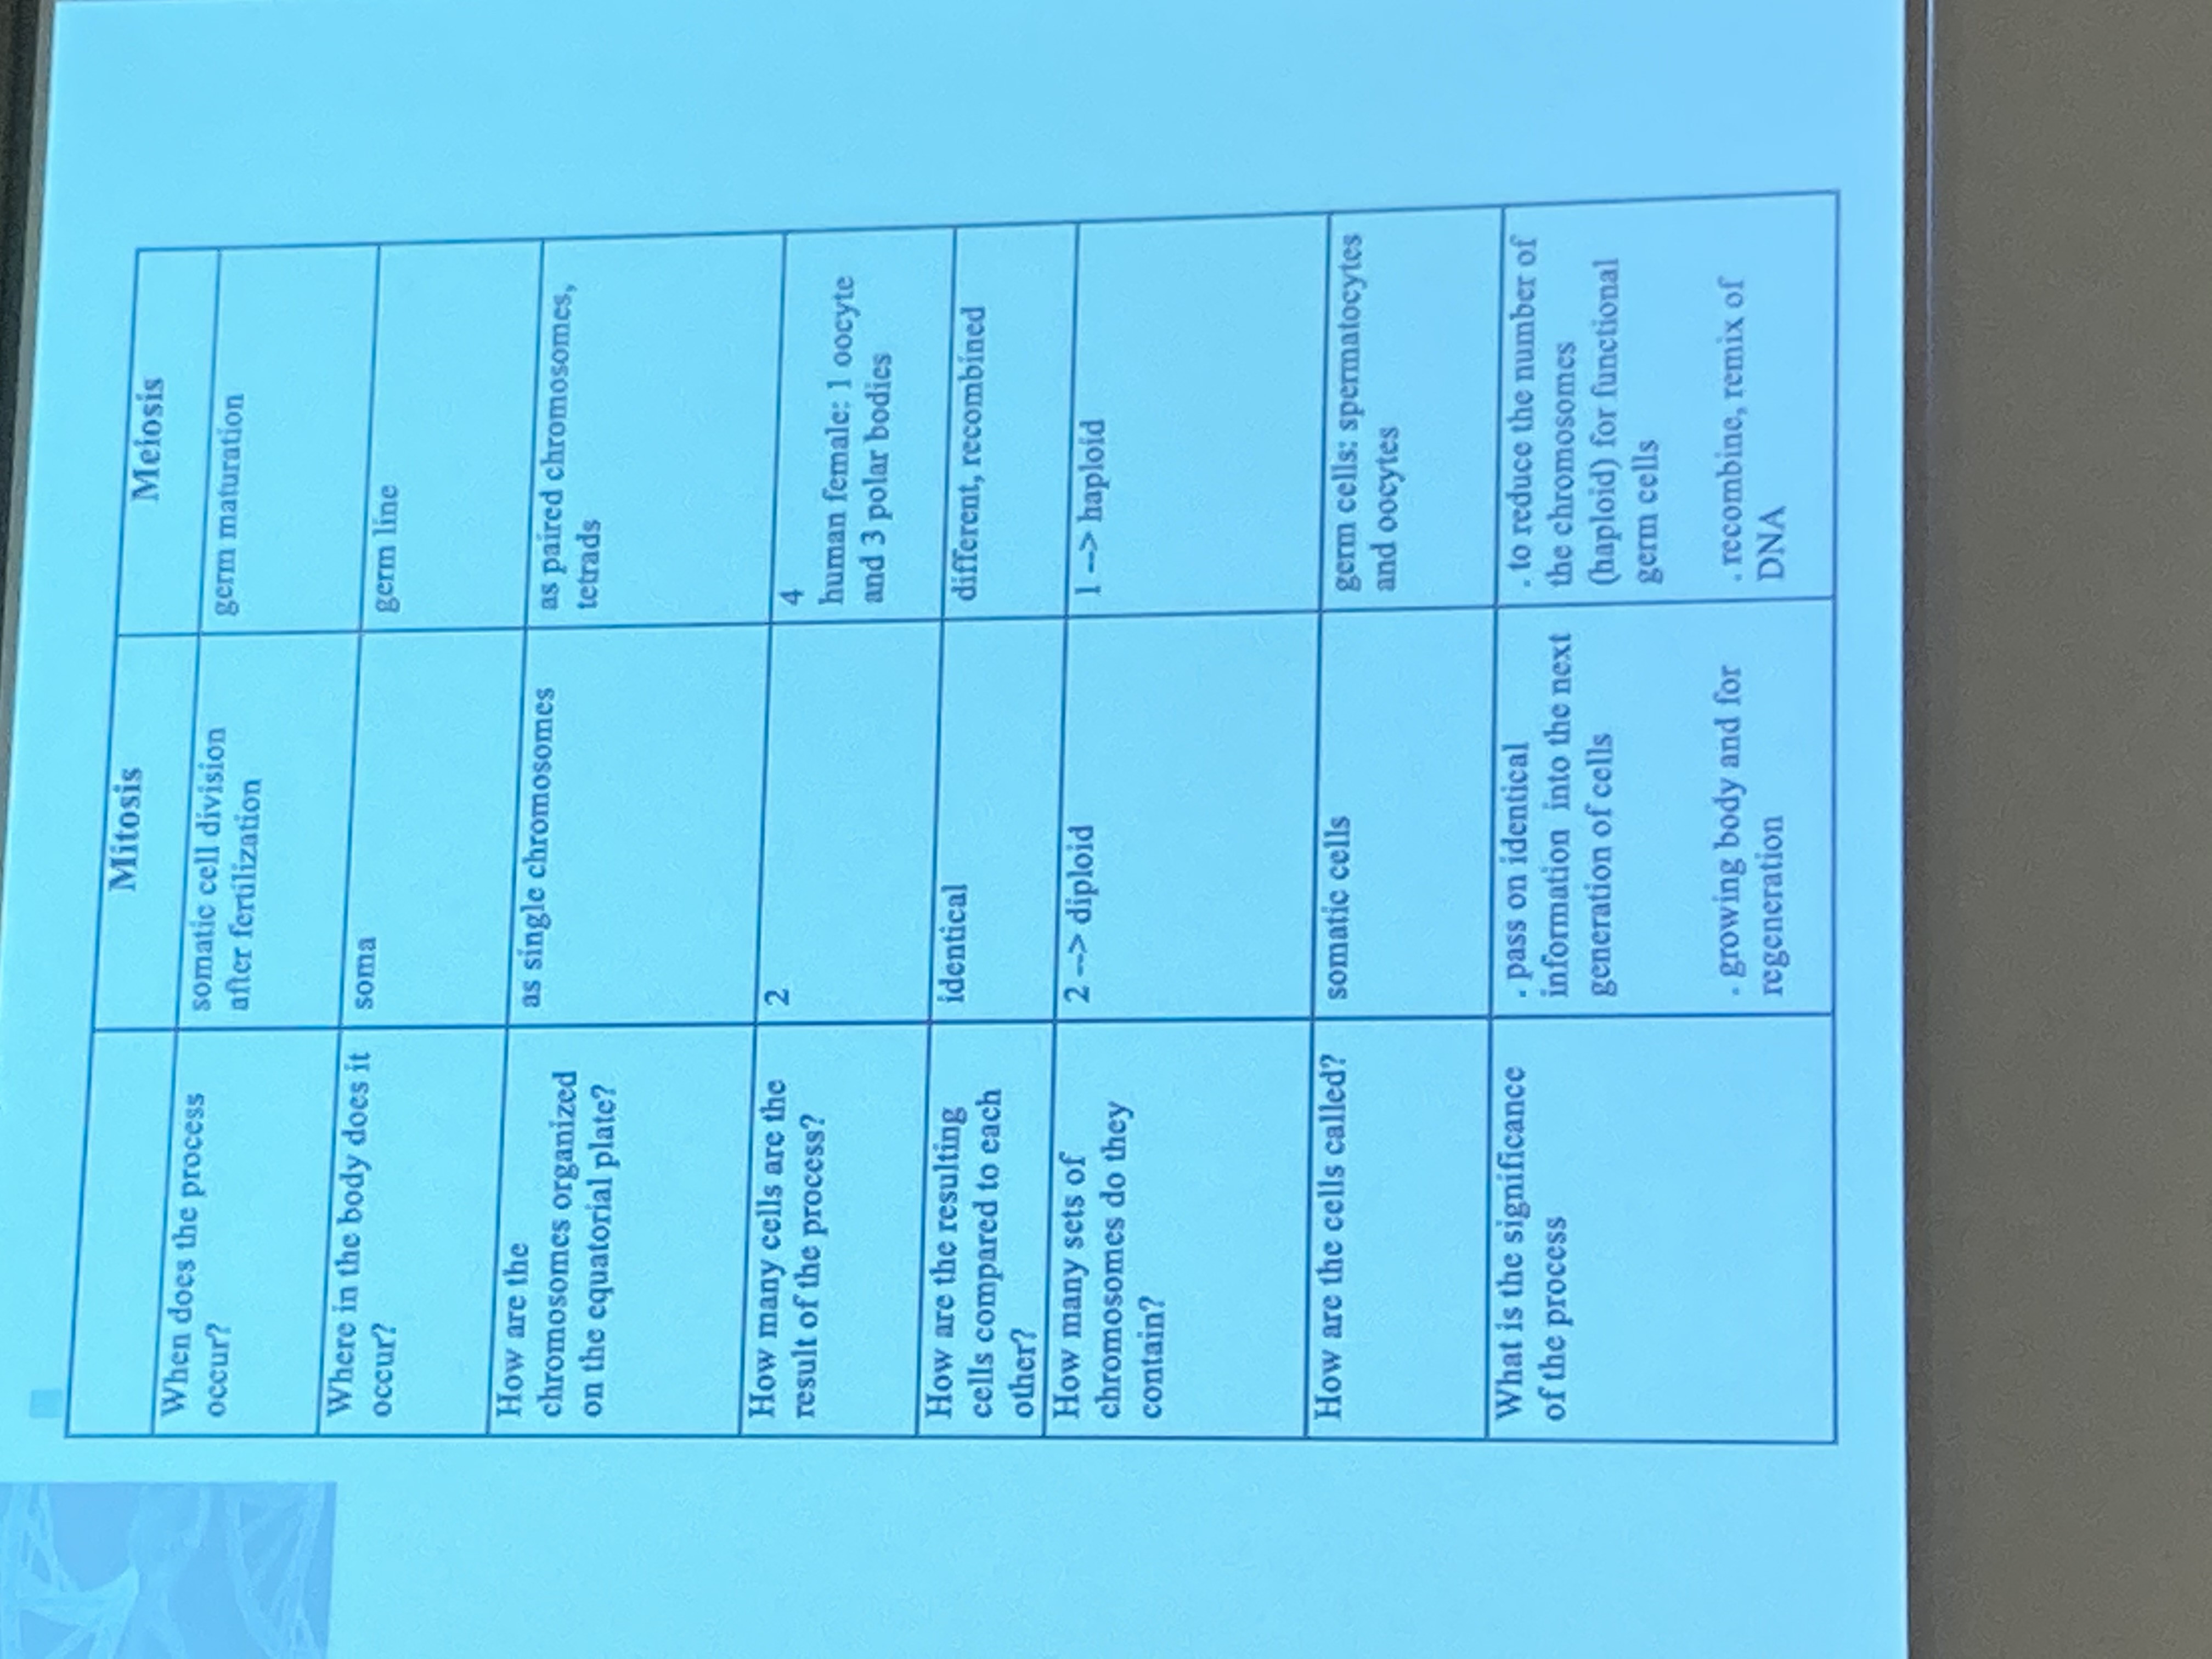 Mitosis
Meiosis
When does the process
occur?
somatic cell division
after fertilization
germ maturation
Where in the body does it
occur?
soma
germ line
How are the
chromosomes organized
on the equatorial plate?
as single chromosomes
as paired chromosomes,
tetrads
How many cells are the
result of the process?
2
4
human female: 1 oocyte
and 3 polar bodies
How are the resulting
cells compared to each
other?
identical
different, recombined
How many sets of
chromosomes do they
contain?
2 --> diploid
1 --> haploid
How are the cells called?
somatic cells
germ cells: spermatocytes
and oocytes
What is the significance
of the process
. pass on identical
information into the next
generation of cells
. growing body and for
regeneration
. to reduce the number of
the chromosomes
(haploid) for functional
germ cells
. recombine, remix of
DNA